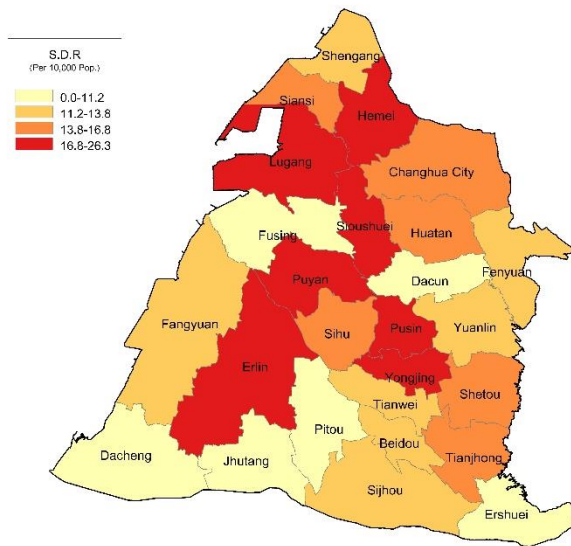 S.D.R
(Per 10,000 Pop.)
0.0-11.2
11.2-13.8
13.8-16.8
16.8-26.3
Shengang
Siansi
Hemei
Lugang
Changhua City
Sioushuei
Huatan
Fusing
Fenyuan
Puyan
Dacun
Fangyuan
Sihu
Pusin
Yuanlin
Erlin
Yongjing
Shetou
Tianwei
Pitou
Beidou
Dacheng
Jhutang
Tianjhong
Sijhou
Ershuei